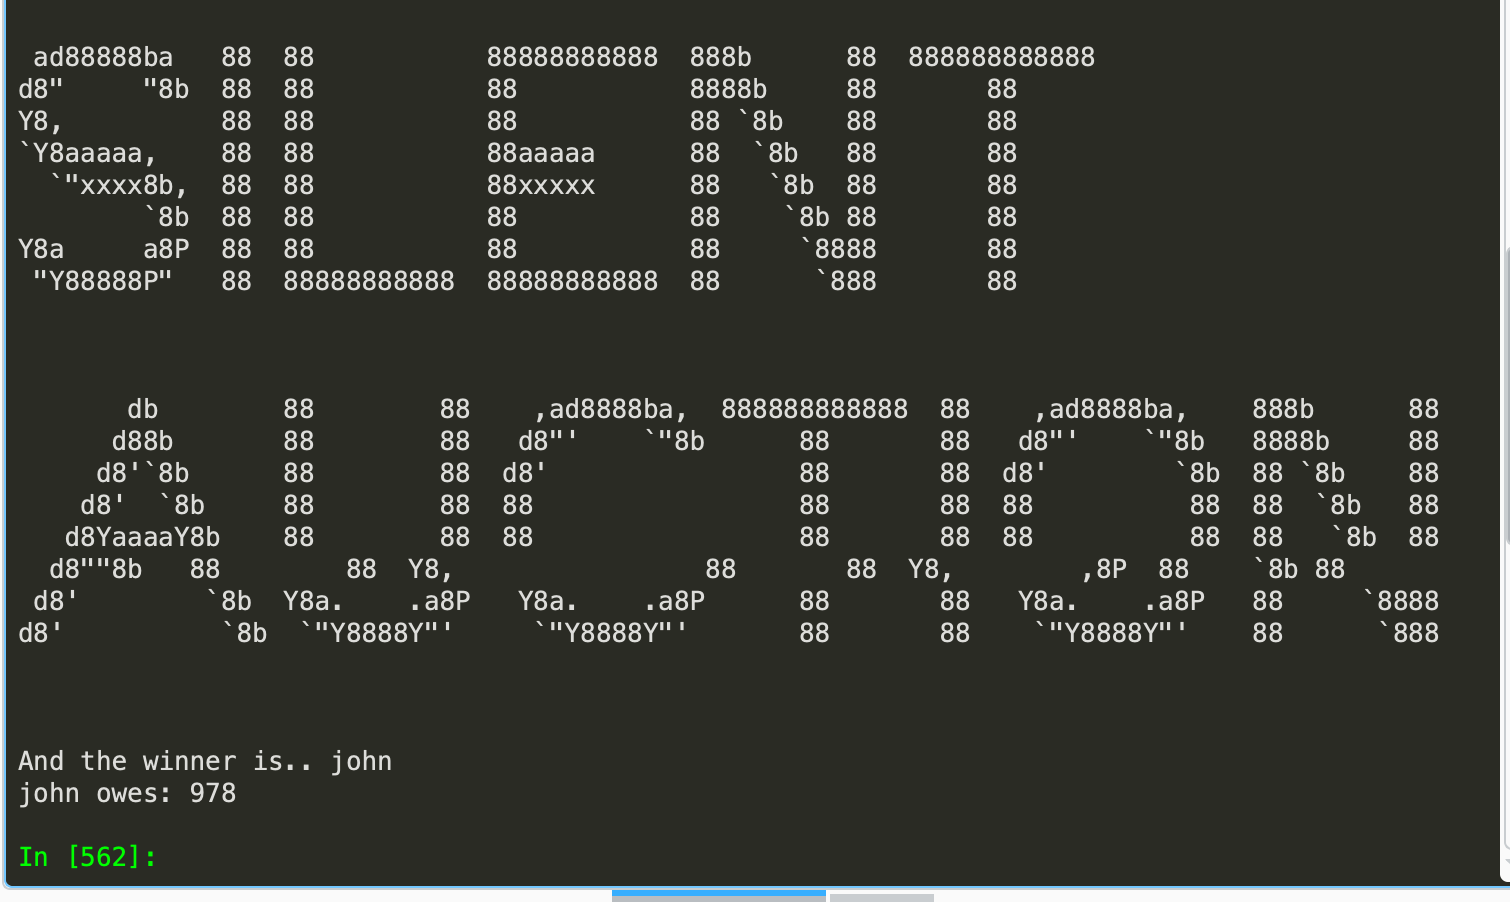 ad88888ba   88  88           88888888888  888b      88  888888888888
d8"     "8b  88  88           88           8888b     88       88
Y8,          88  88           88           88 `8b    88       88
`Y8aaaaa,    88  88           88aaaaa      88  `8b   88       88
  `"xxxx8b,  88  88           88xxxxx      88   `8b  88       88
        `8b  88  88           88           88    `8b 88       88
Y8a     a8P  88  88           88           88     `8888       88
 "Y88888P"   88  88888888888  88888888888  88      `888       88
       db        88        88    ,ad8888ba,  888888888888  88    ,ad8888ba,    888b      88
      d88b       88        88   d8"'    `"8b      88       88   d8"'    `"8b   8888b     88
     d8'`8b      88        88  d8'                88       88  d8'        `8b  88 `8b    88
    d8'  `8b     88        88  88                 88       88  88          88  88  `8b   88
   d8YaaaaY8b    88        88  88                 88       88  88          88  88   `8b  88
  d8""8b   88        88  Y8,                88       88  Y8,        ,8P  88    `8b 88
 d8'        `8b  Y8a.    .a8P   Y8a.    .a8P      88       88   Y8a.    .a8P   88     `8888
d8'          `8b  `"Y8888Y"'     `"Y8888Y"'       88       88    `"Y8888Y"'    88      `888
And the winner is.. john
john owes: 978
In [562]: